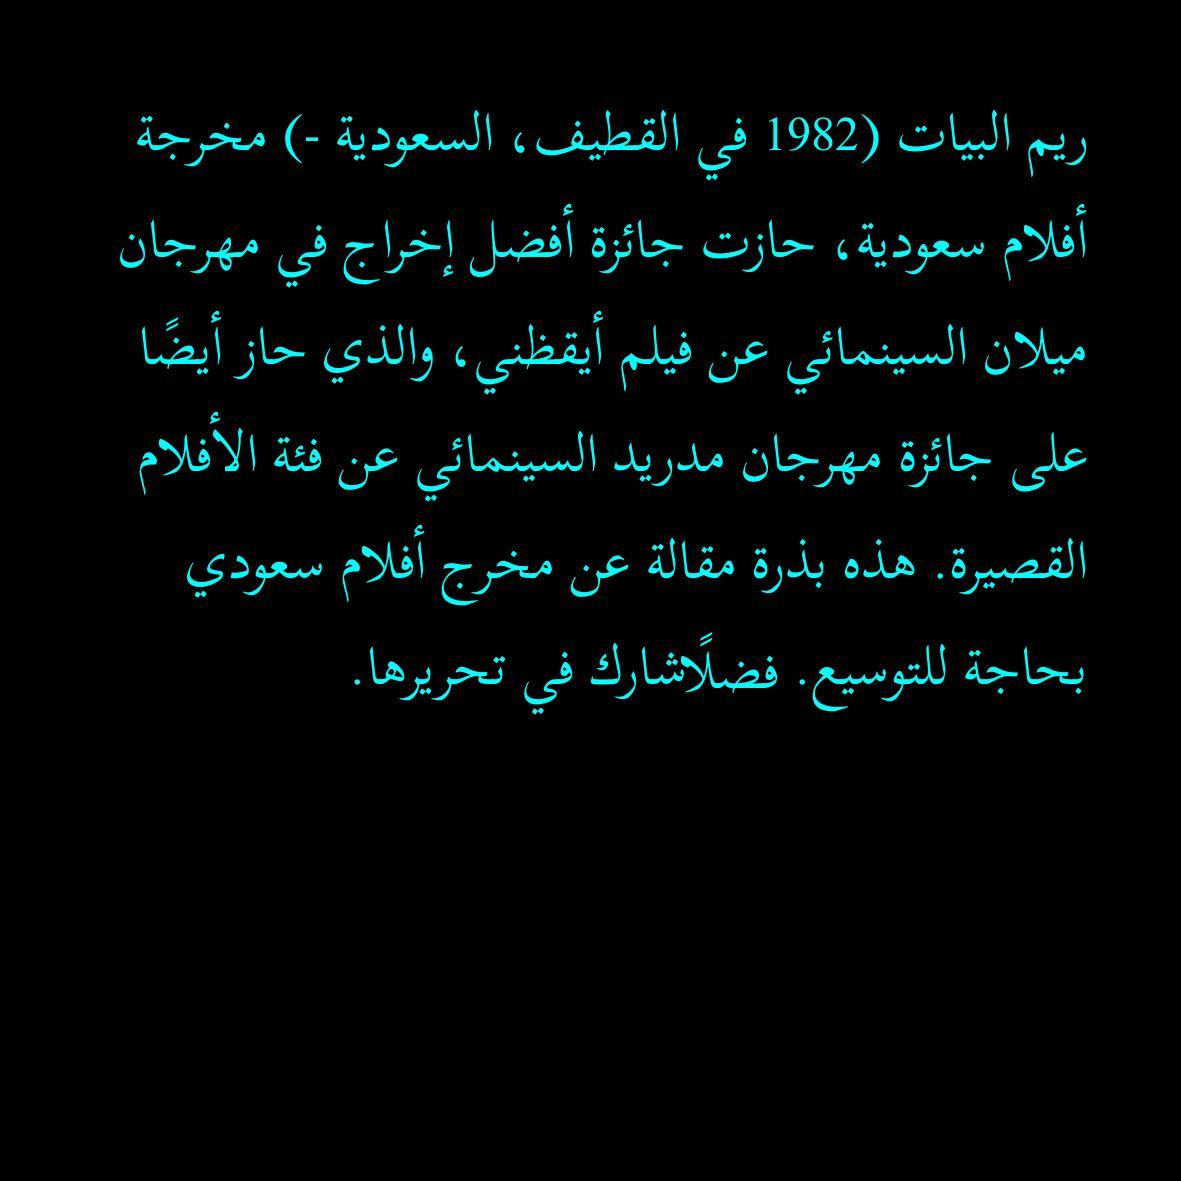 ريم البيات (1982 في القطيف، السعودية -) مخرجة
أفلام سعودية، حازت جائزة أفضل إخراج في مهرجان
ميلان السينمائي عن فيلم أيقظني، والذي حاز أيضًا
على جائزة مهرجان مدريد السينمائي عن فئة الأفلام
القصيرة. هذه بذرة مقالة عن مخرج أفلام سعودي
بحاجة للتوسيع. فضلًاشارك في تحريرها.